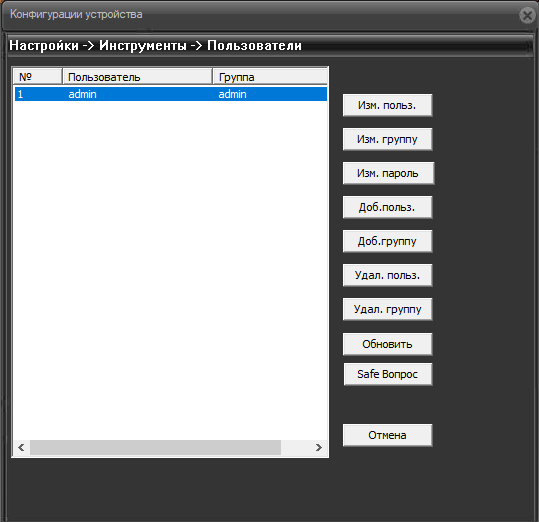 Конфигурации устройства
Настройки -> Инструменты -> Пользователи
№ Пользователь Группа
1 admin admin
Изм. польз.
Изм. группу
Изм. пароль
Доб.польз.
Доб.группу
Удал. польз.
Удал. группу
Обновить
Safe Вопрос
Отмена